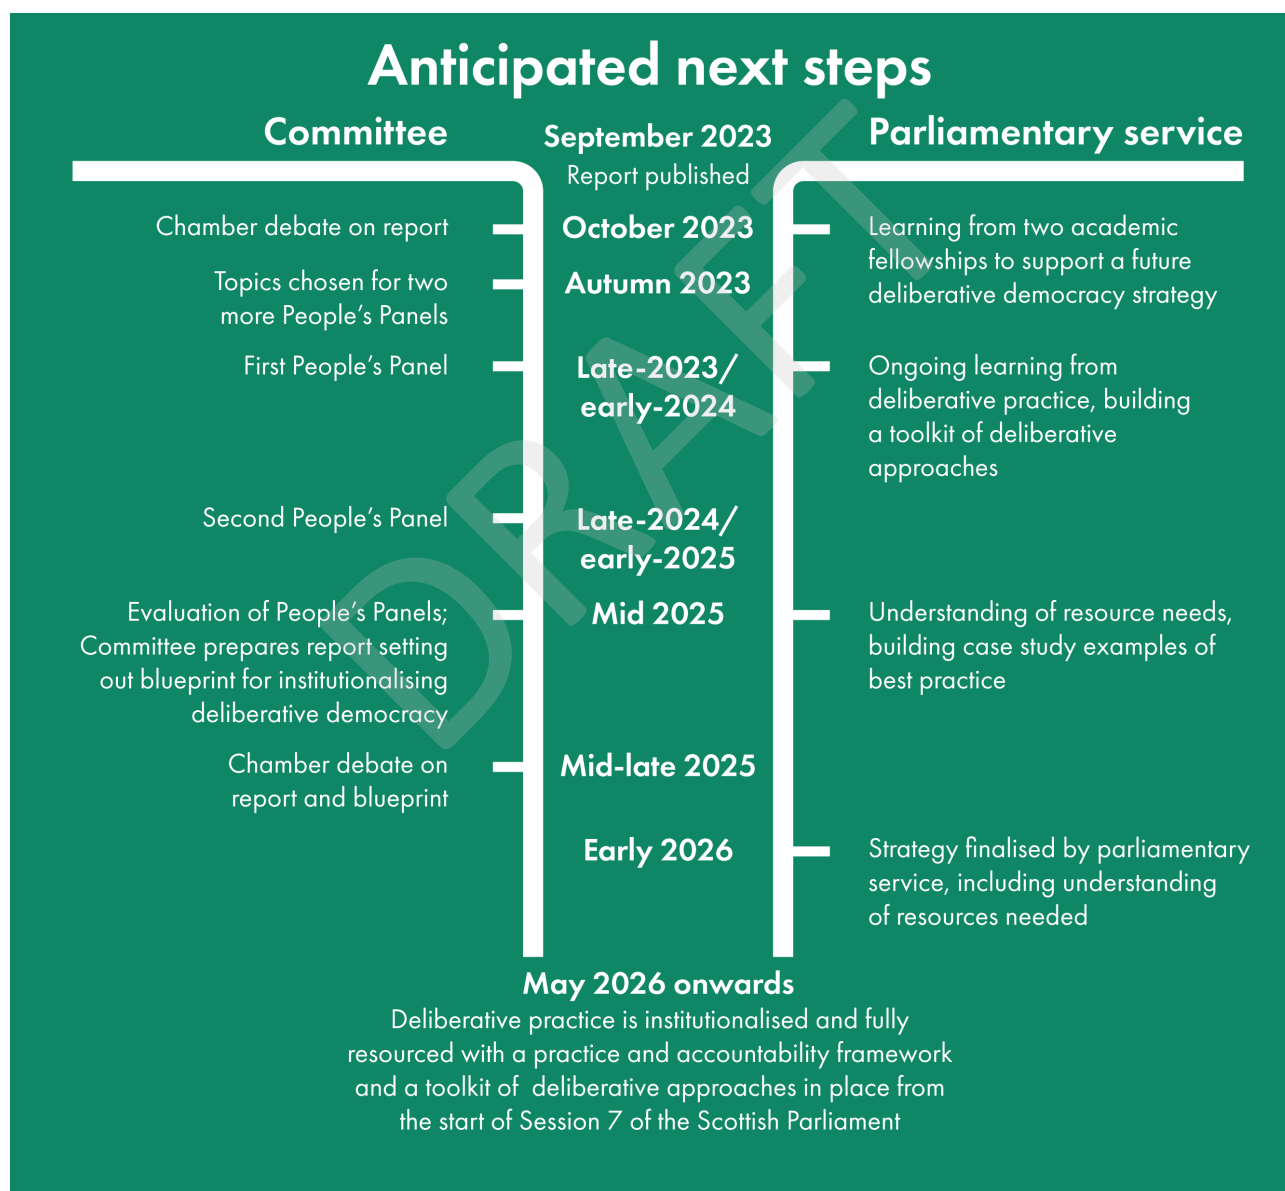 Anticipated next steps
Committee
September 2023
Report published
Parliamentary service
Chamber debate on report
October 2023
Learning from two academic
fellowships to support a future
deliberative democracy strategy
Topics chosen for two
more People’s Panels
Autumn 2023
First People’s Panel
Late-2023/
early-2024
Ongoing learning from
deliberative practice, building
a toolkit of deliberative
approaches
Second People’s Panel
Late-2024/
early-2025
Evaluation of People’s Panels;
Committee prepares report setting
out blueprint for institutionalising
deliberative democracy
Mid 2025
Understanding of resource needs,
building case study examples of
best practice
Chamber debate on
report and blueprint
Mid-late 2025
Early 2026
Strategy finalised by parliamentary
service, including understanding
of resources needed
May 2026 onwards
Deliberative practice is institutionalised and fully
resourced with a practice and accountability framework
and a toolkit of  deliberative approaches in place from
the start of Session 7 of the Scottish Parliament
DRAFT